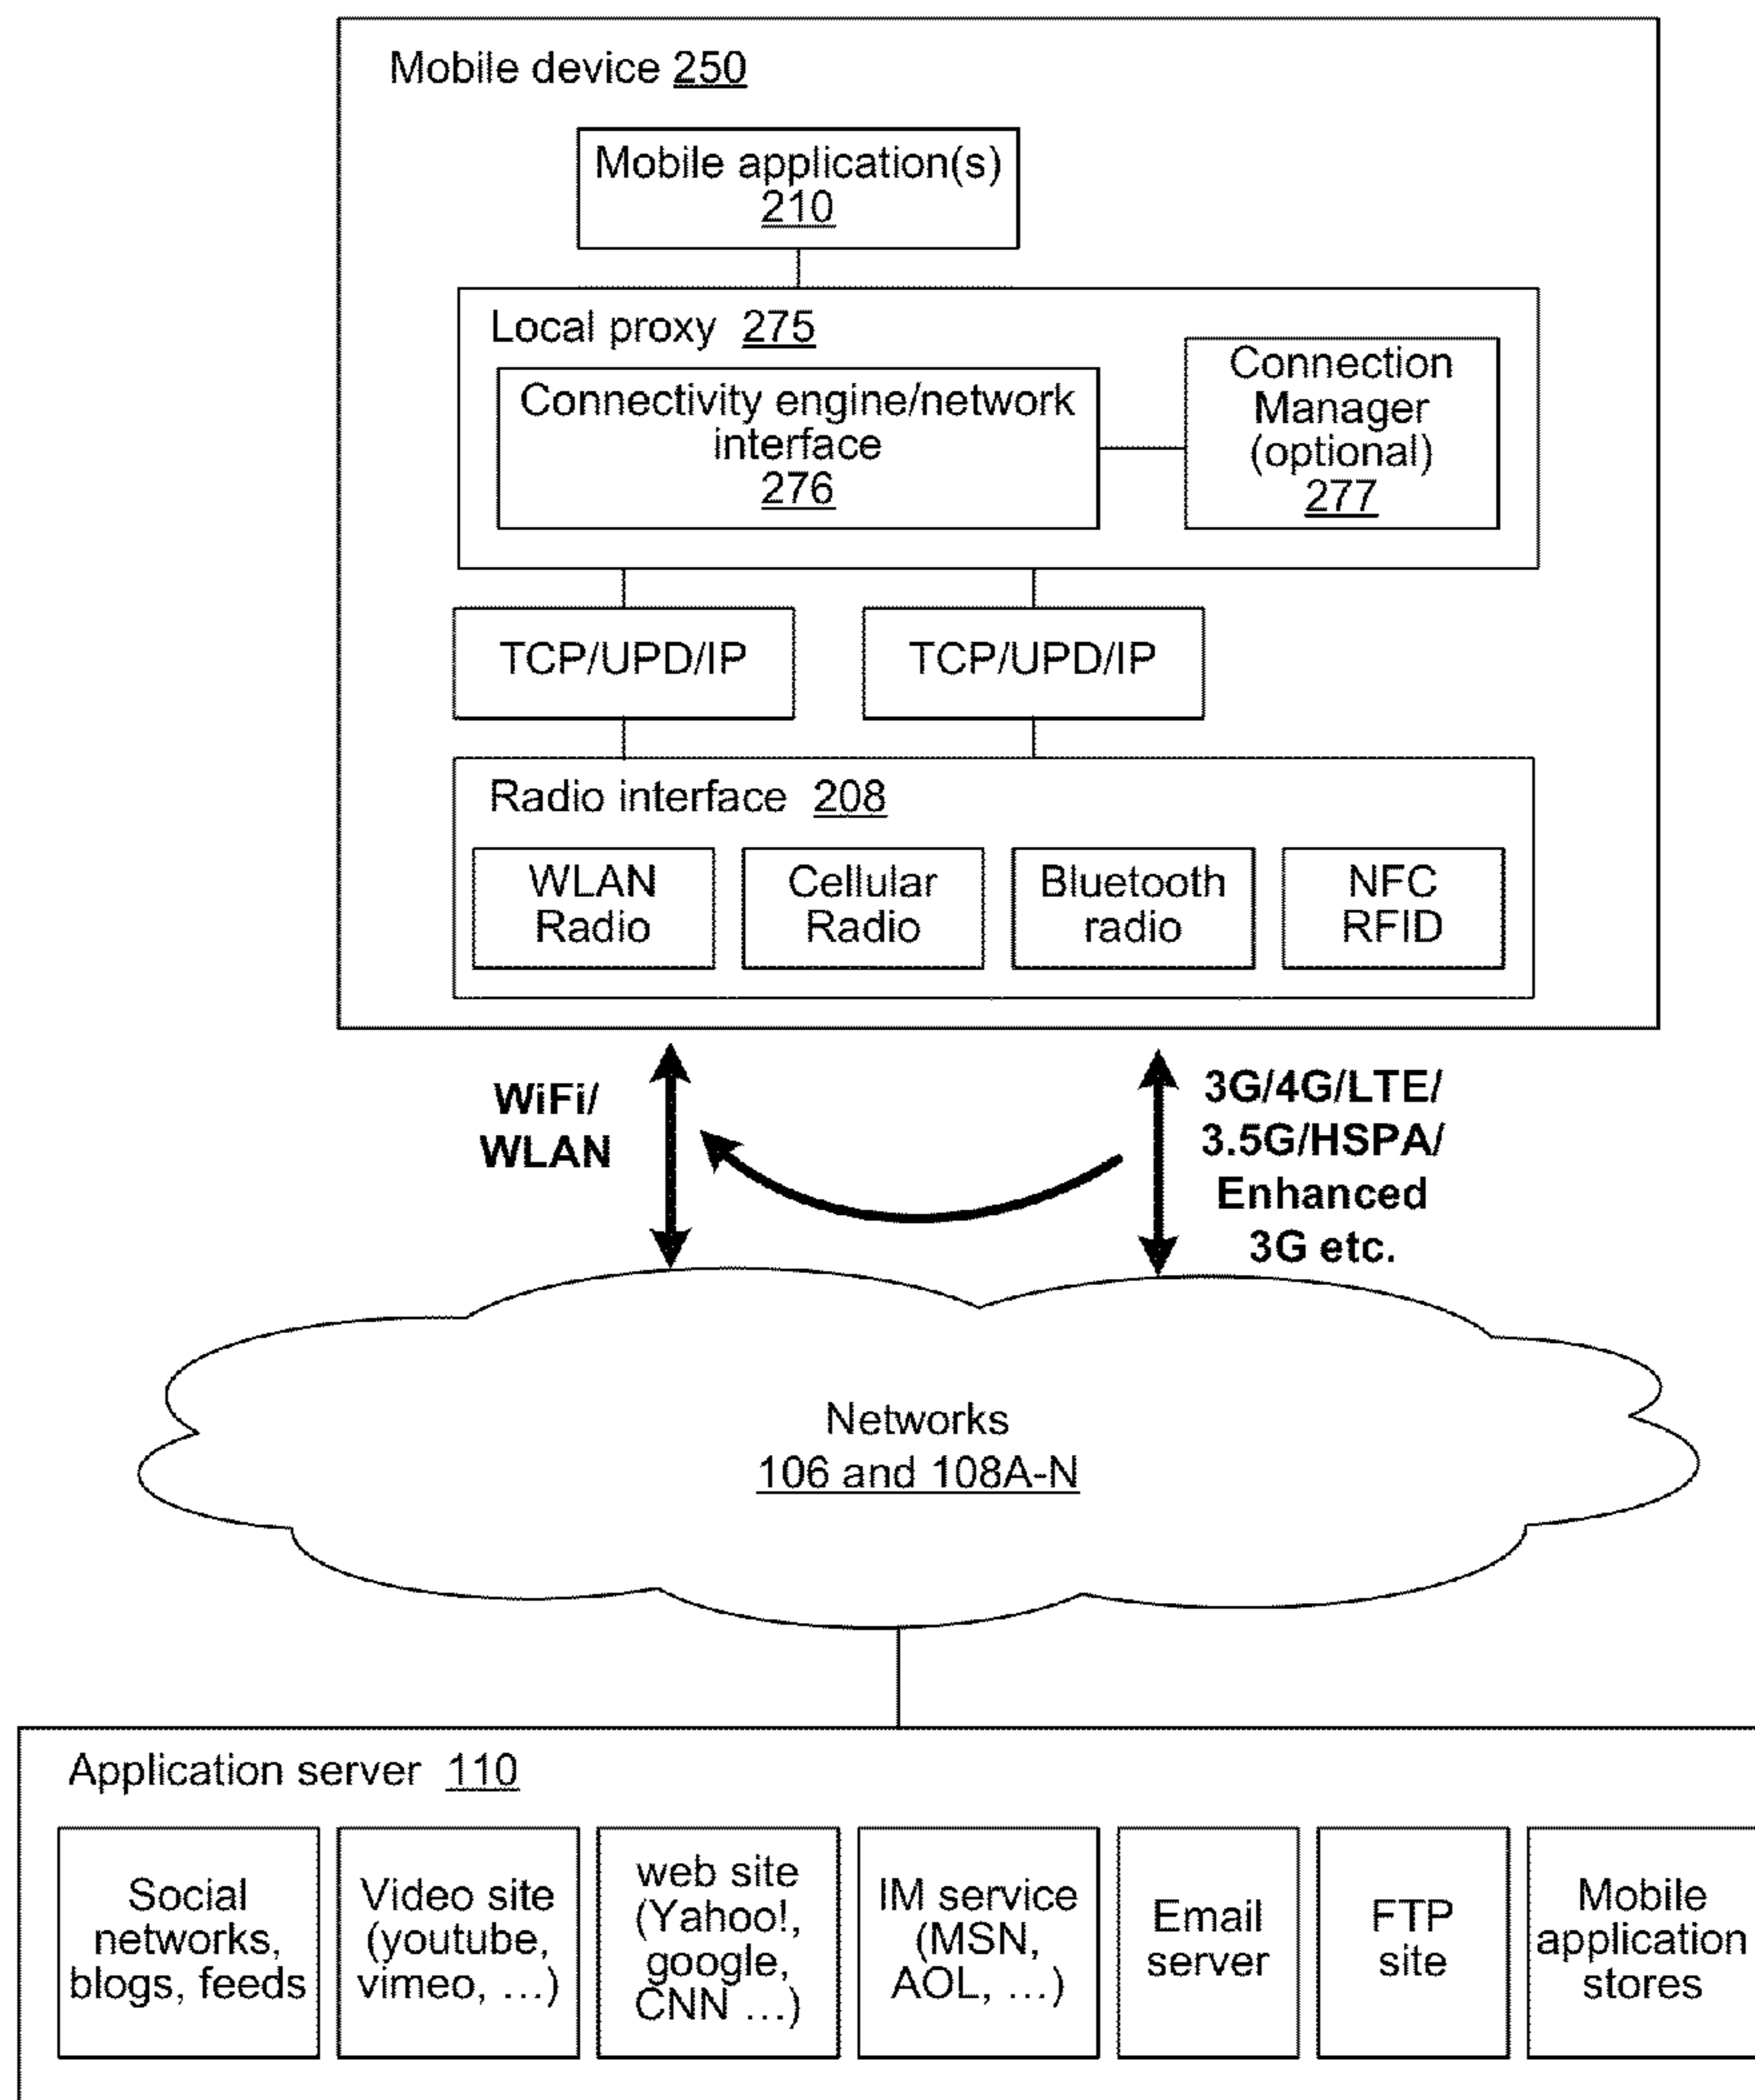 Mobile device 250
Mobile application(s)
210
Local proxy 275
Connectivity engine/network
interface
276
Connection
Manager
(optional)
277
TCP/UPD/IP
TCP/UPD/IP
Radio interface 208
WLAN
Radio
Cellular
Radio
Bluetooth
radio
NFC
RFID
WiFi/
WLAN
3G/4G/LTE/
3.5G/HSPA/
Enhanced
3G etc.
Networks
106 and 108A-N
Application server 110
Social
networks,
blogs, feeds
Video site
(youtube,
vimeo, ...)
web site
(Yahoo!,
google,
CNN ...)
IM service
(MSN,
AOL, ...)
Email
server
FTP
site
Mobile
application
stores